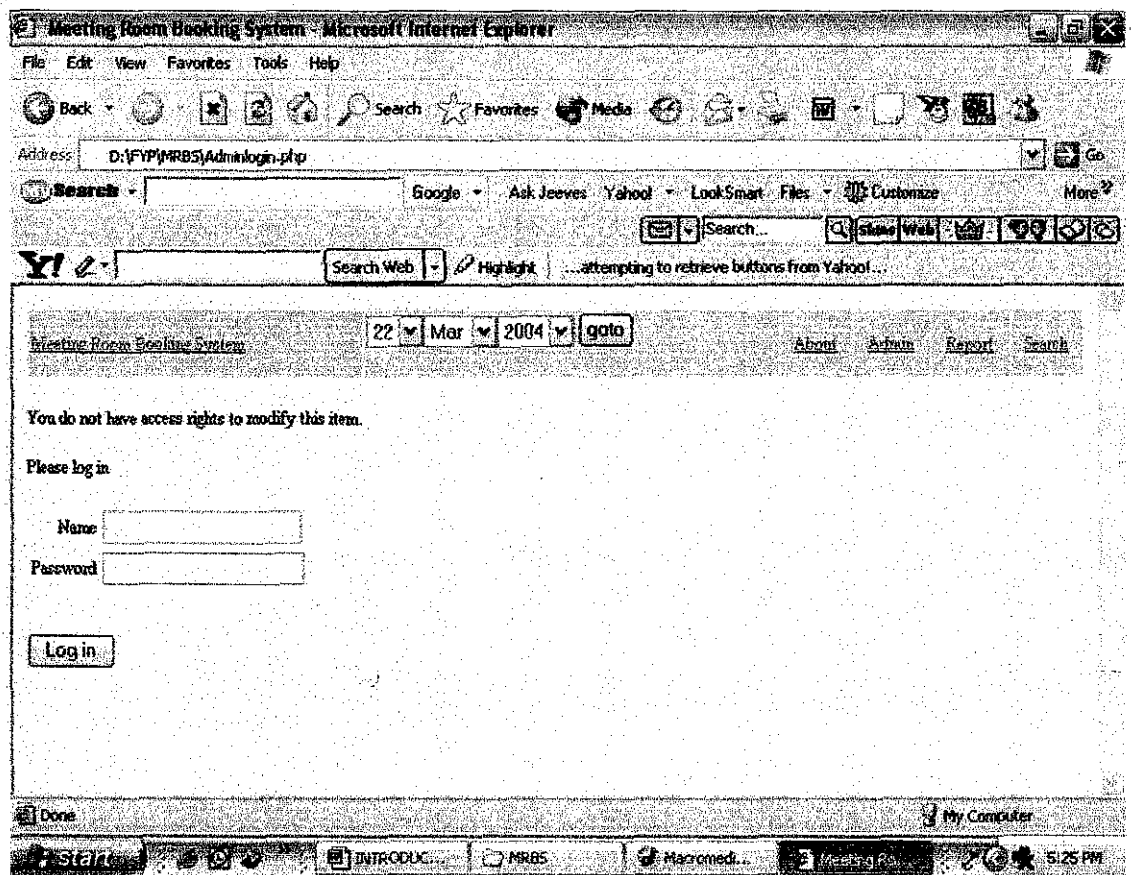 Meeting Room Booking System - Microsoft Internet Explorer
File Edit View Favorites Tools Help
Back Search Favorites Media
Address D:\FYP\MRBS\Adminlogin.php Go
Search Google Ask Jeeves Yahoo! LookSmart Files Customize More
Search... Web
Y! Search Web Highlight ...attempting to retrieve buttons from Yahoo!...
Meeting Room Booking System 22 Mar 2004 goto About Admin Report Search
You do not have access rights to modify this item.
Please log in
Name
Password
Log in
Done My Computer
start INTRODUC... MRBS Macromedi... 5:25 PM